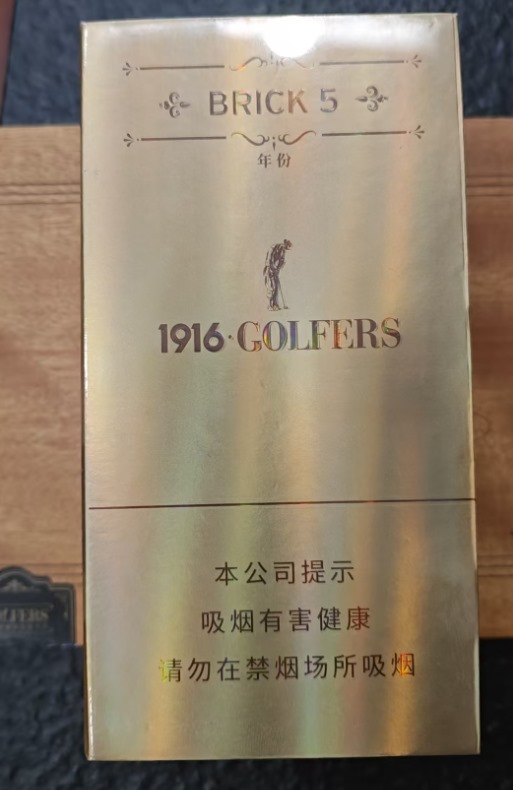 BRICK 5
年份
1916·GOLFERS
本公司提示
吸烟有害健康
请勿在禁烟场所吸烟